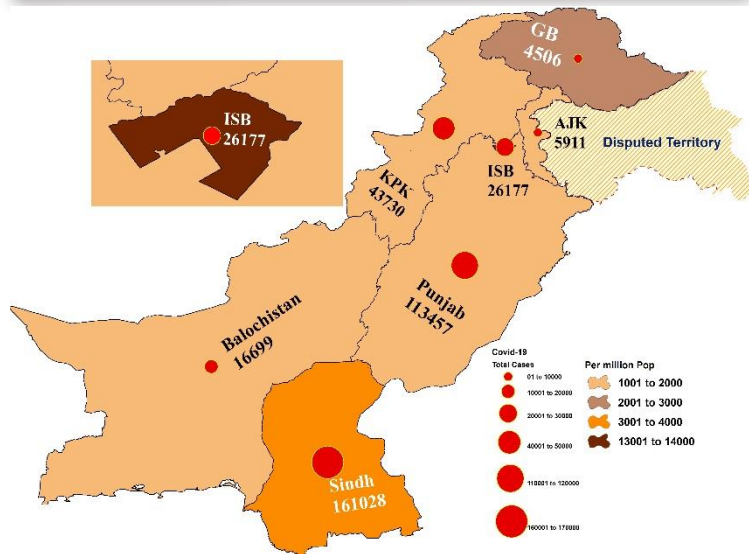 GB
4506
ISB
26177
AJK
5911
Disputed Territory
ISB
26177
KPK
43730
Punjab
113457
Balochistan
16699
Sindh
161028
Covid-19
Total Cases
01 to 10000
10001 to 20000
20001 to 30000
40001 to 50000
110001 to 120000
160001 to 170000
Per million Pop
1001 to 2000
2001 to 3000
3001 to 4000
13001 to 14000